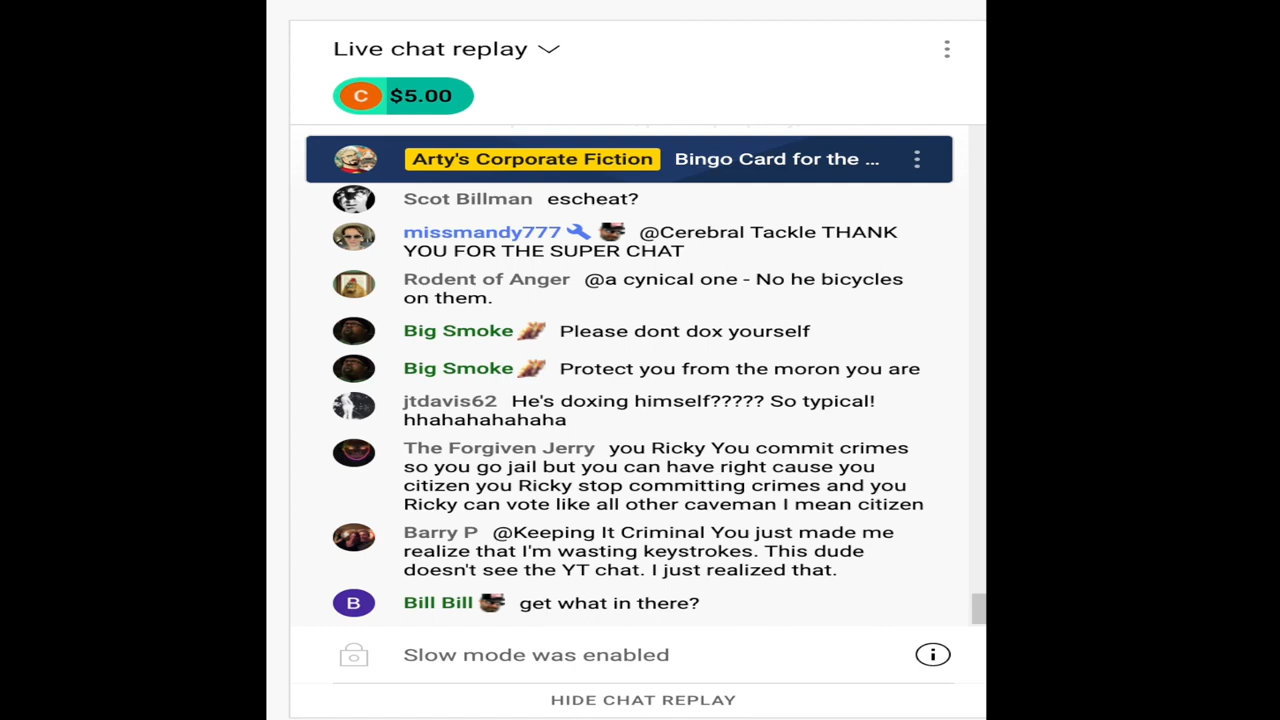 Live chat replay
C $5.00
Arty's Corporate Fiction Bingo Card for the ...
Scot Billman escheat?
missmandy777 @Cerebral Tackle THANK
YOU FOR THE SUPER CHAT
Rodent of Anger @a cynical one - No he bicycles
on them.
Big Smoke Please dont dox yourself
Big Smoke Protect you from the moron you are
jtdavis62 He's doxing himself????? So typical!
hhahahahahaha
The Forgiven Jerry you Ricky You commit crimes
so you go jail but you can have right cause you
citizen you Ricky stop committing crimes and you
Ricky can vote like all other caveman I mean citizen
Barry P @Keeping It Criminal You just made me
realize that I'm wasting keystrokes. This dude
doesn't see the YT chat. I just realized that.
B Bill Bill get what in there?
Slow mode was enabled
HIDE CHAT REPLAY